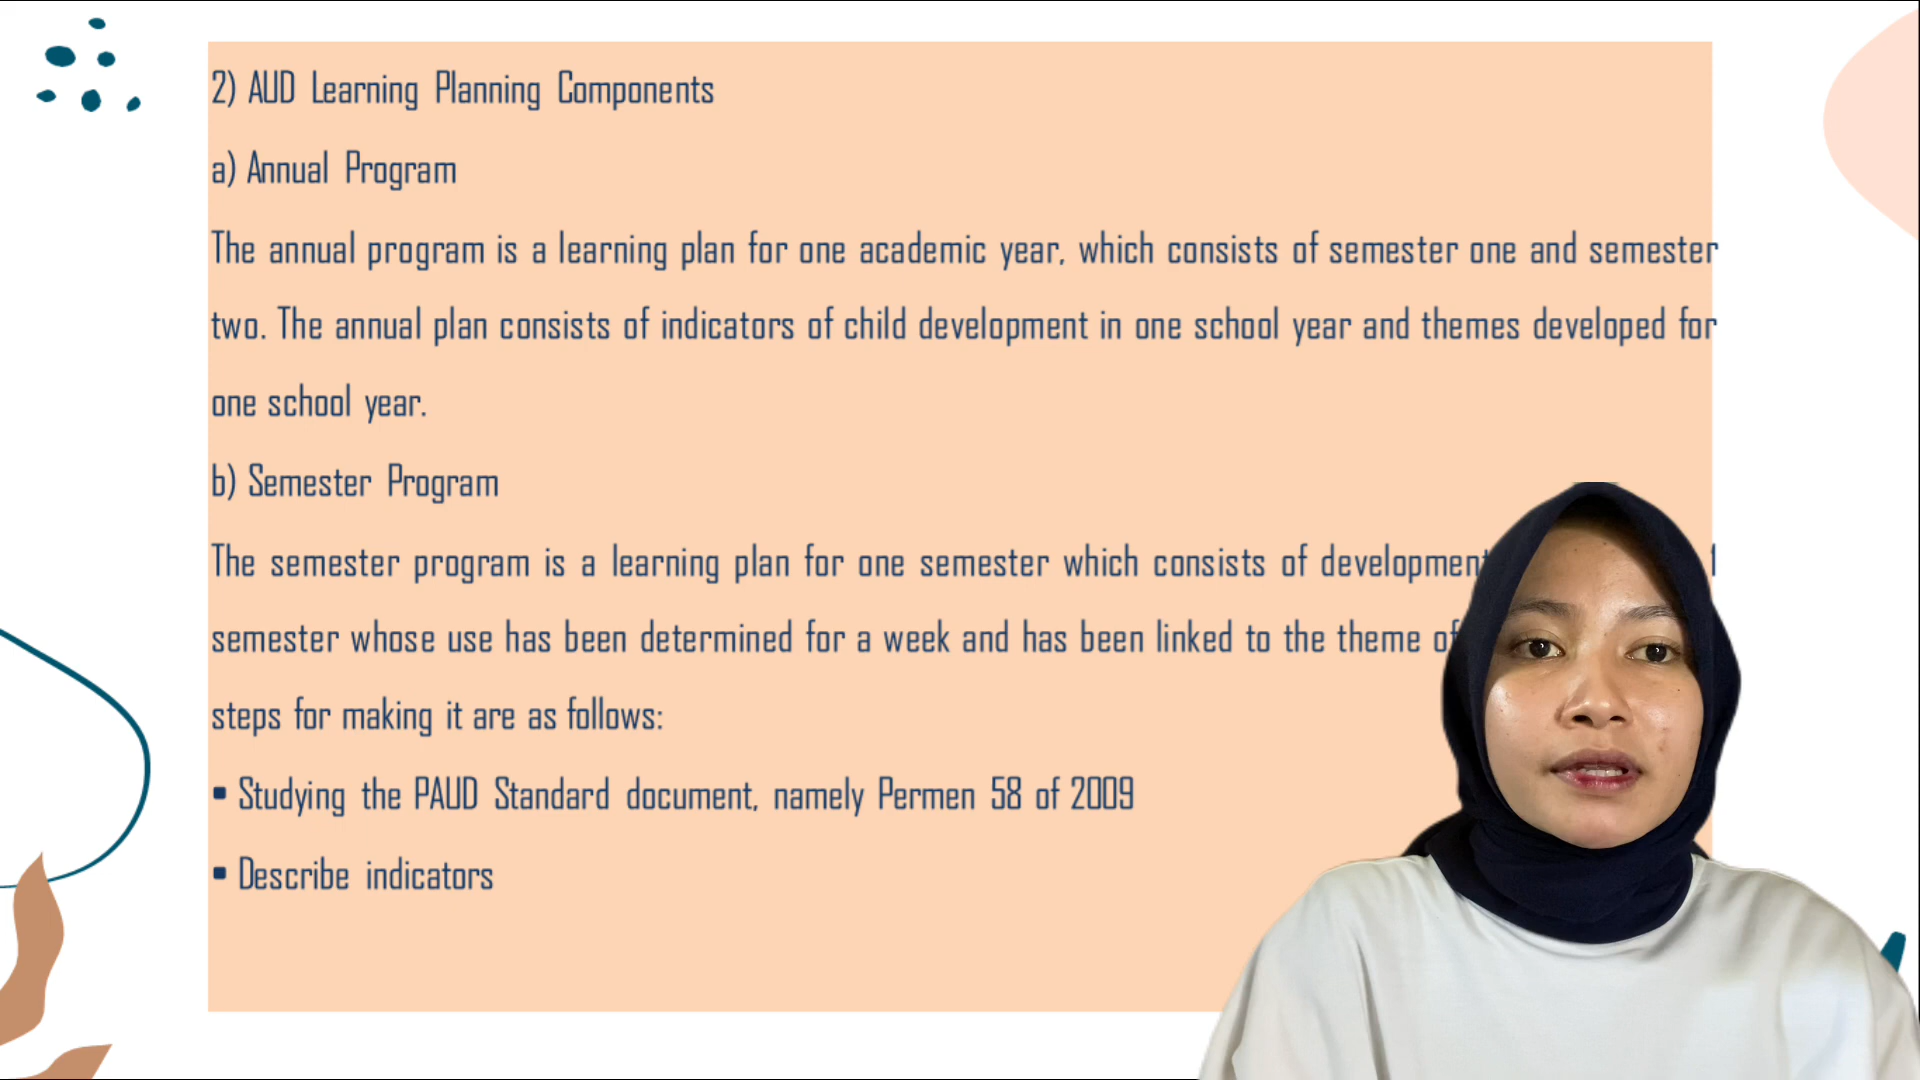 2) AUD Learning Planning Components
a) Annual Program
The annual program is a learning plan for one academic year, which consists of semester one and semester
two. The annual plan consists of indicators of child development in one school year and themes developed for
one school year.
b) Semester Program
The semester program is a learning plan for one semester which consists of
semester whose use has been determined for a week and has been linked to the theme of
steps for making it are as follows:
▪ Studying the PAUD Standard document, namely Permen 58 of 2009
▪ Describe indicators